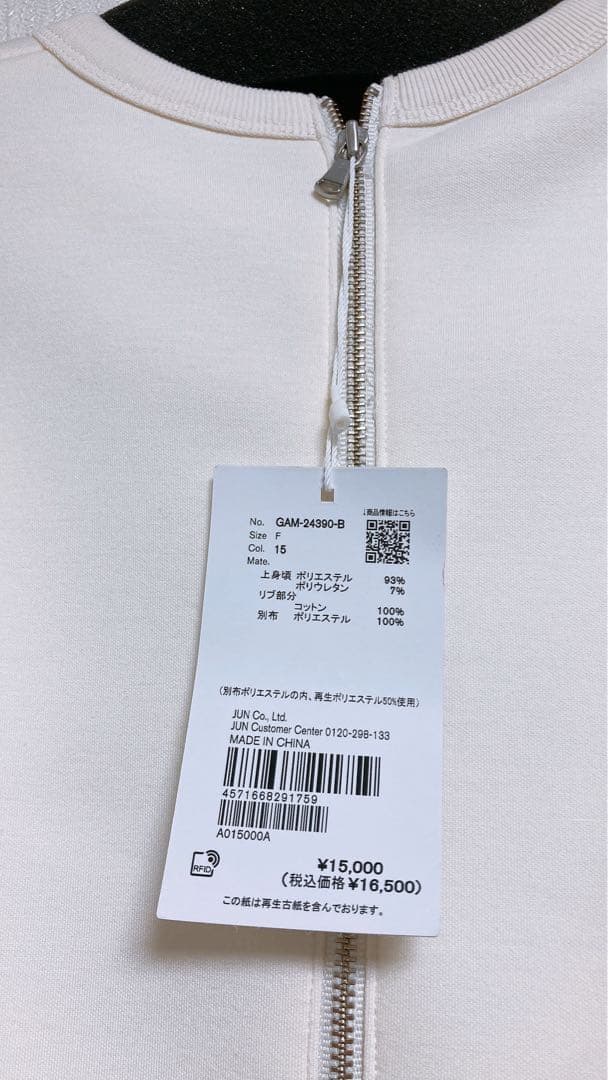 No. GAM-24390-B
↓商品情報はこちら
Size F
Col. 15
Mate.
上身頃 ポリエステル 93%
ポリウレタン 7%
リブ部分
コットン 100%
別布 ポリエステル 100%
(別布ポリエステルの内、再生ポリエステル50%使用)
JUN Co., Ltd.
JUN Customer Center 0120-298-133
MADE IN CHINA
4571668291759
A015000A
RFID
¥15,000
(税込価格¥16,500)
この紙は再生古紙を含んでおります。